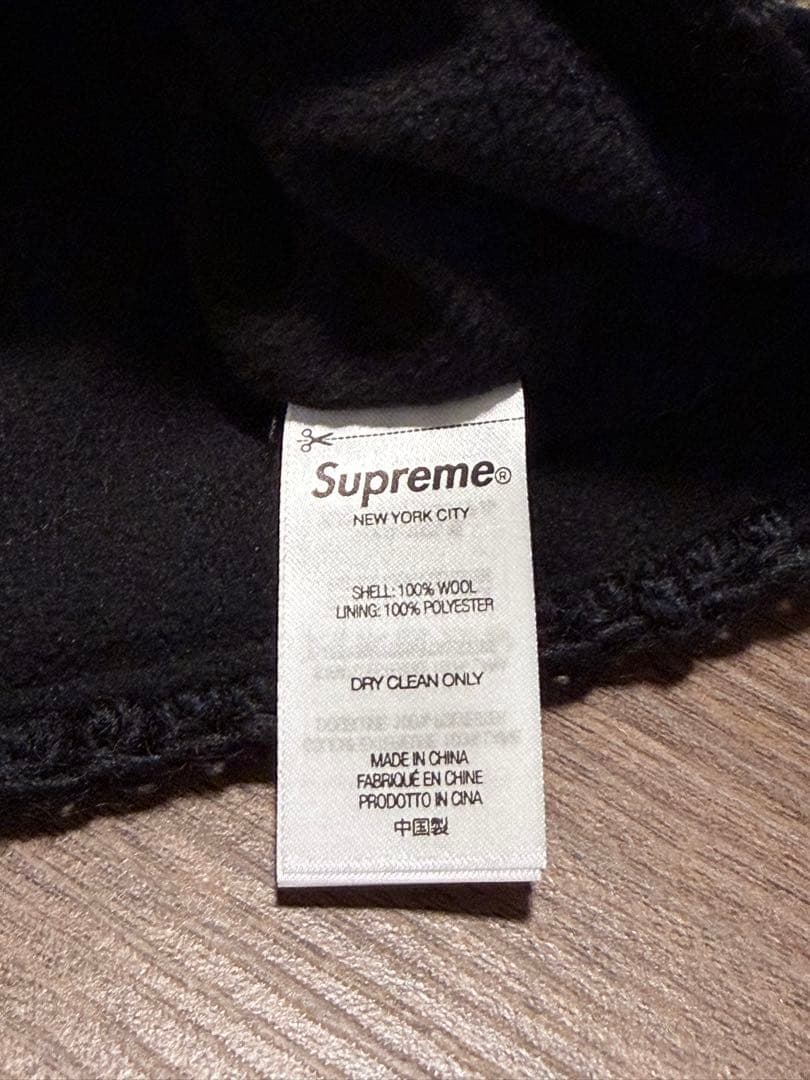 Supreme®
NEW YORK CITY
SHELL: 100% WOOL
LINING: 100% POLYESTER
DRY CLEAN ONLY
MADE IN CHINA
FABRIQUÉ EN CHINE
PRODOTTO IN CINA
中国製